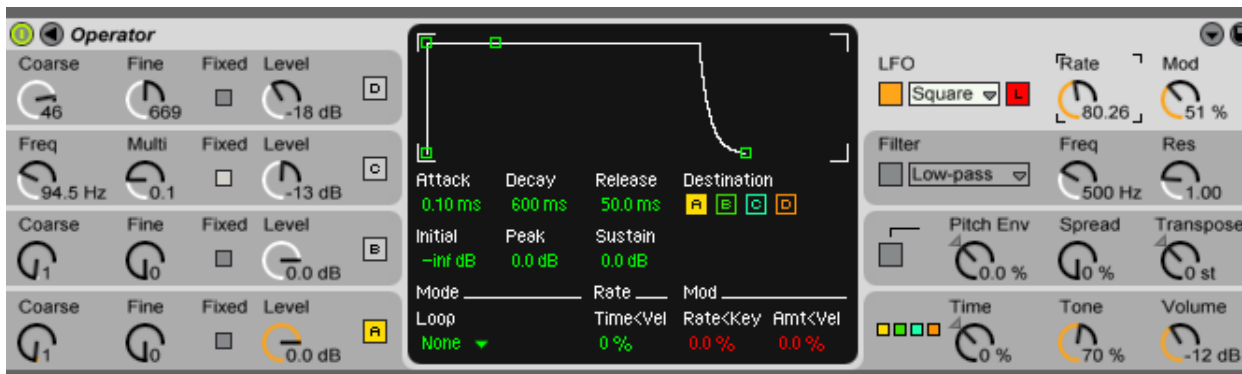 Operator
Coarse Fine Fixed Level
46 669 -18 dB D
Freq Multi Fixed Level
94.5 Hz 0.1 -13 dB C
Coarse Fine Fixed Level
1 0 0.0 dB B
Coarse Fine Fixed Level
1 0 0.0 dB A
Attack Decay Release Destination
0.10 ms 600 ms 50.0 ms A B C D
Initial Peak Sustain
-inf dB 0.0 dB 0.0 dB
Mode Rate Mod
Loop Time<Vel Rate<Key Amt<Vel
None 0 % 0.0 % 0.0 %
LFO Rate Mod
Square L 80.26 51 %
Filter Freq Res
Low-pass 500 Hz 1.00
Pitch Env Spread Transpose
0.0 % 0 % 0 st
Time Tone Volume
0 % 70 % -12 dB